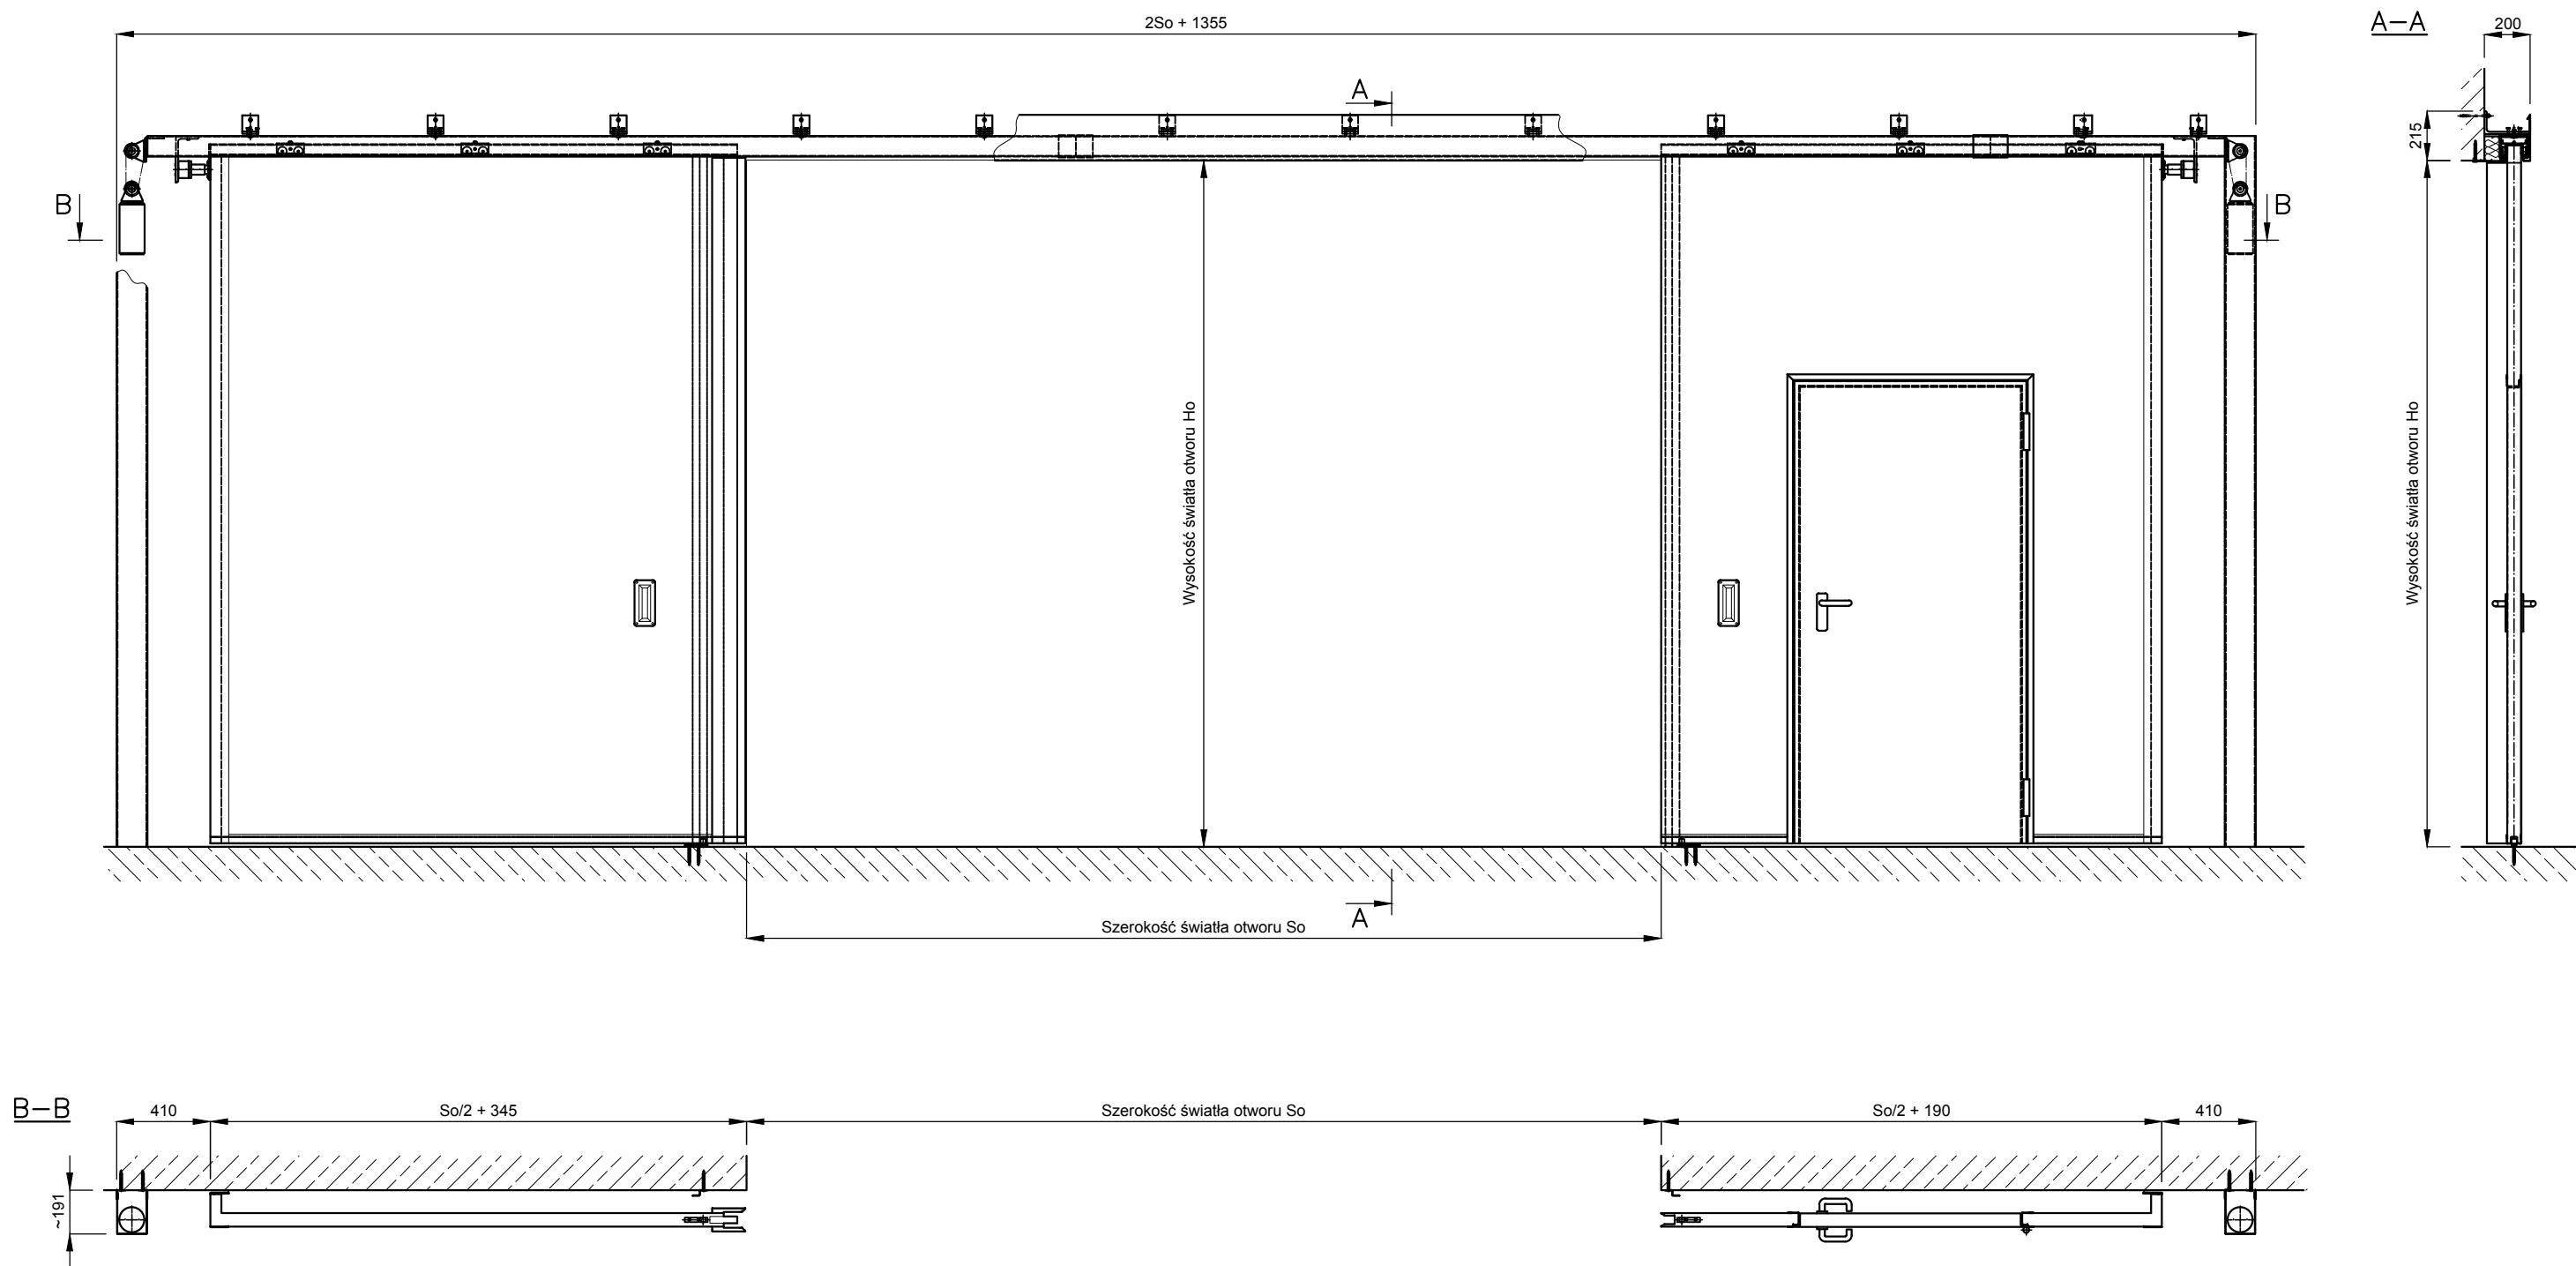 2So + 1355
A-A
200
A
215
B
B
Wysokość światła otworu Ho
Wysokość światła otworu Ho
A
Szerokość światła otworu So
B-B
410
So/2 + 345
Szerokość światła otworu So
So/2 + 190
410
~191